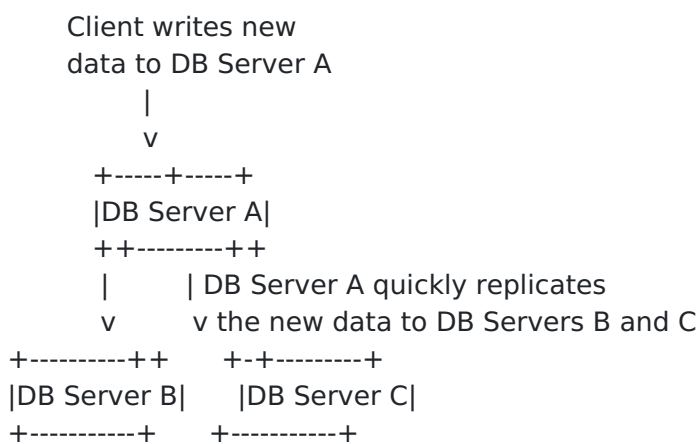 Client writes new
data to DB Server A
|
v
+-----+-----+
|DB Server A|
++---------++
| | DB Server A quickly replicates
v v the new data to DB Servers B and C
+----------++ +-+---------+
|DB Server B| |DB Server C|
+-----------+ +-----------+